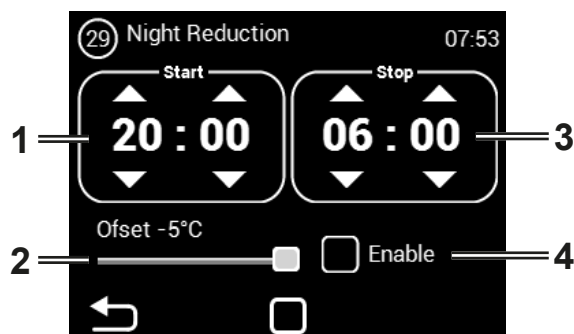 29 Night Reduction 07:53
Start Stop
1 20 : 00 06 : 00 3
Ofset -5°C
2 Enable 4